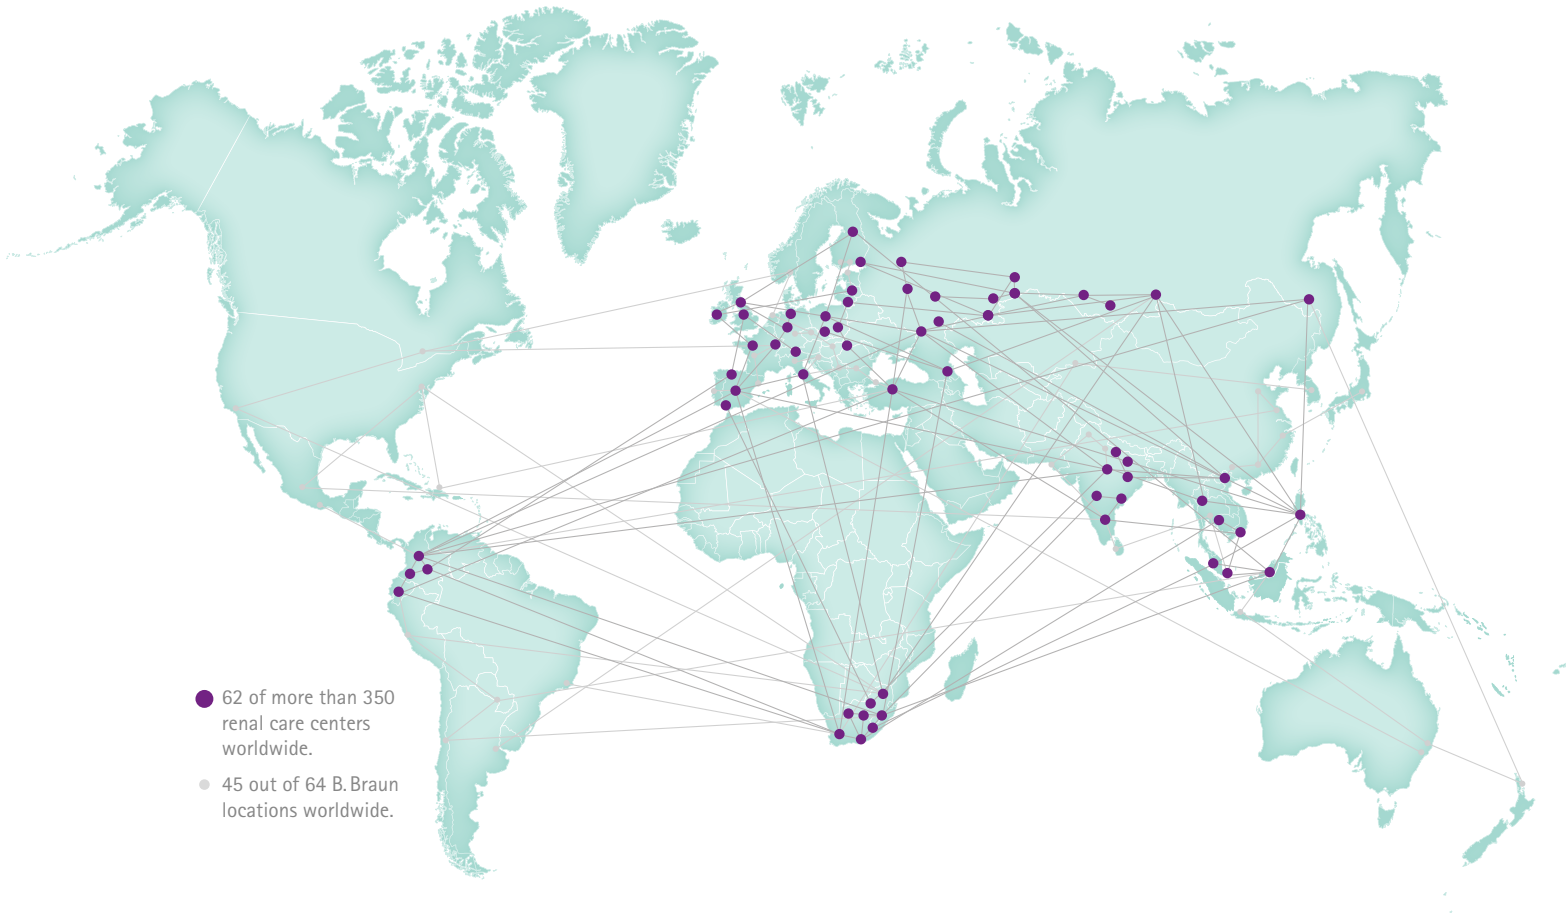 62 of more than 350
renal care centers
worldwide.
45 out of 64 B. Braun
locations worldwide.